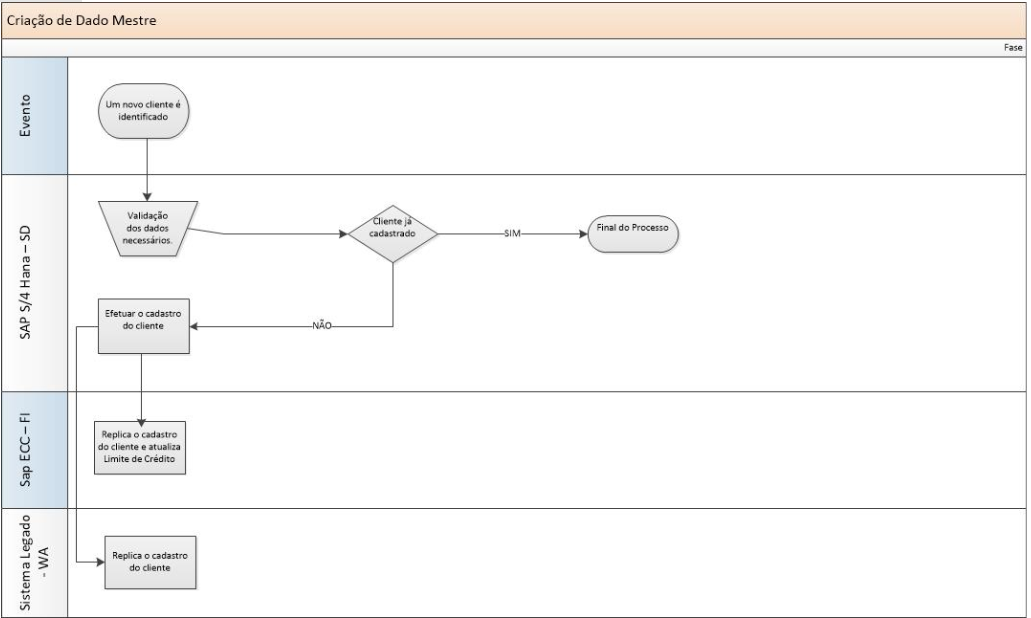 Criação de Dado Mestre
Fase
Evento
Um novo cliente é
identificado
SAP S/4 Hana – SD
Validação
dos dados
necessários.
Cliente já
cadastrado
SIM
Final do Processo
Efetuar o cadastro
do cliente
NÃO
Sap ECC – FI
Replica o cadastro
do cliente e atualiza
Limite de Crédito
Sistema Legado
- WA
Replica o cadastro
do cliente